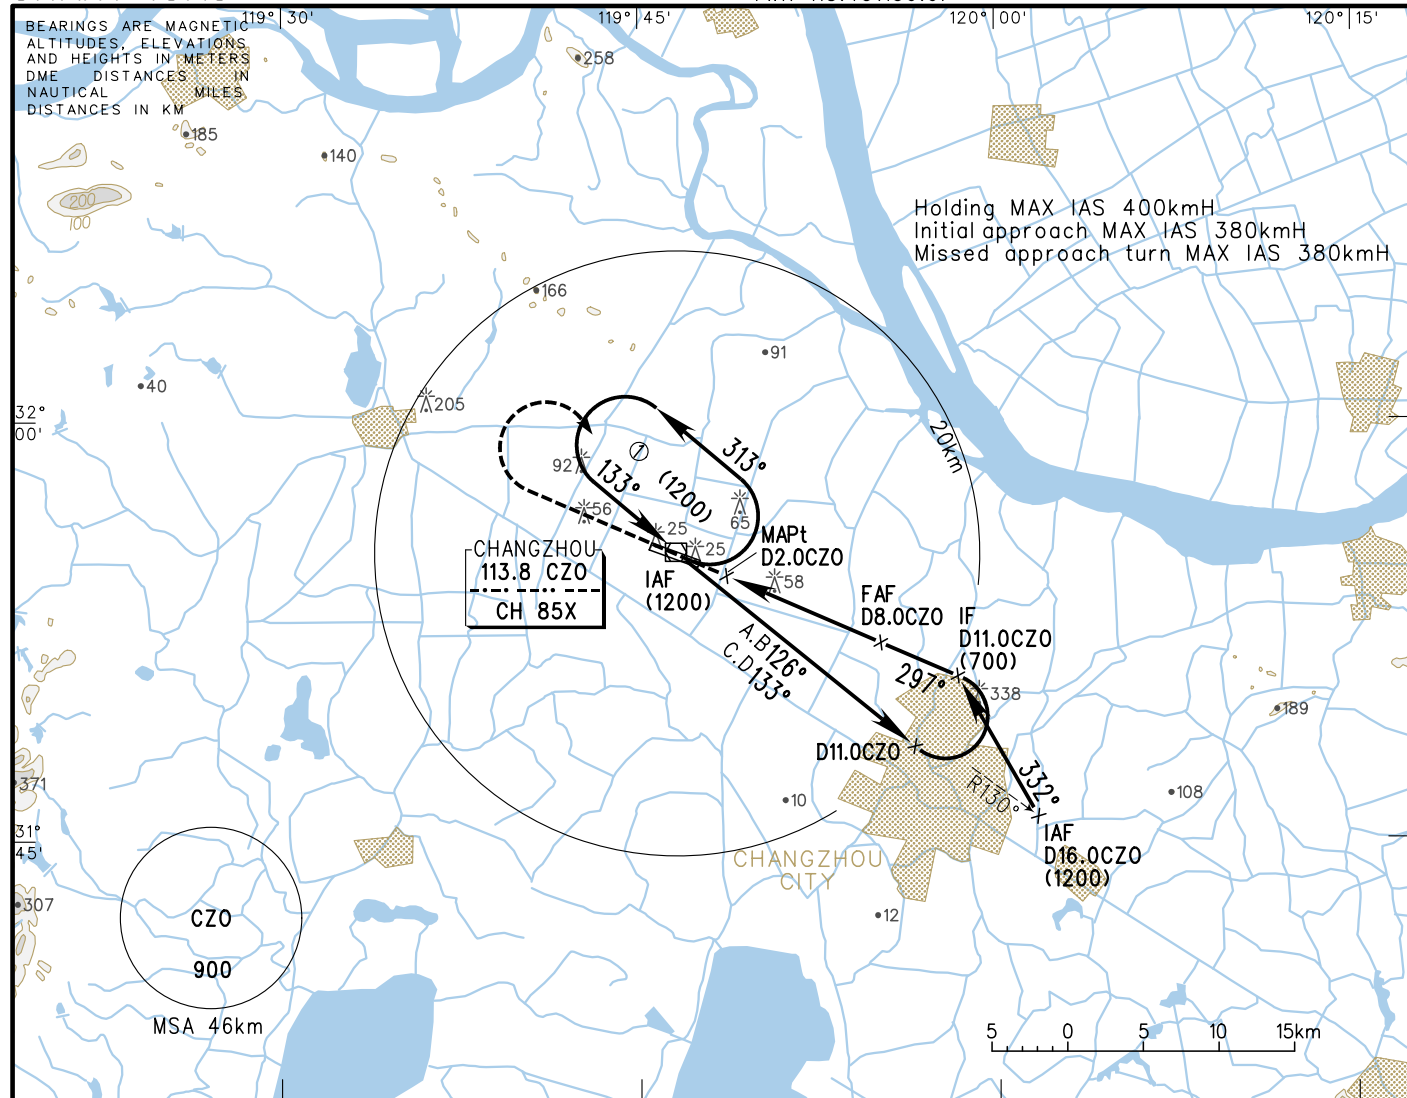 119° 30'
119° 45'
120° 00'
120° 15'
BEARINGS ARE MAGNETIC
ALTITUDES, ELEVATIONS
AND HEIGHTS IN METERS
DME DISTANCES IN
NAUTICAL MILES
DISTANCES IN KM
258
185
140
200
100
Holding MAX IAS 400kmH
Initial approach MAX IAS 380kmH
Missed approach turn MAX IAS 380kmH
166
91
40
205
32°
00'
20km
313°
①
92
133°
(1200)
56
65
25
25
MAPt
D2.0CZO
CHANGZHOU
113.8 CZO
CH 85X
IAF
(1200)
58
FAF
D8.0CZO
IF
D11.0CZO
(700)
A.B126°
C.D133°
297°
338
189
D11.0CZO
332°
R130°
371
10
108
31°
45'
IAF
D16.0CZO
(1200)
CHANGZHOU
CITY
307
12
CZO
900
MSA 46km
5 0 5 10 15km